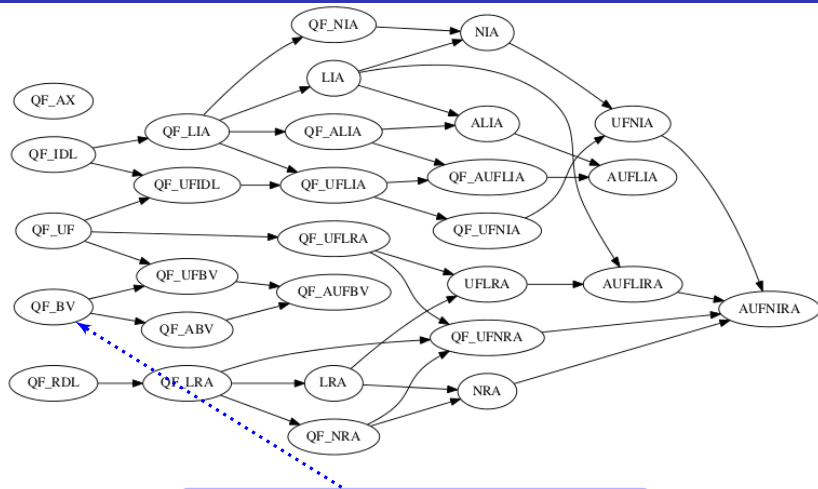 QF_NIA
NIA
LIA
QF_AX
QF_LIA
QF_ALIA
ALIA
UFNIA
QF_IDL
QF_UFIDL
QF_UFLIA
QF_AUFLIA
AUFLIA
QF_UF
QF_UFLRA
QF_UFNIA
QF_UFBV
QF_AUFBV
UFLRA
AUFLIRA
QF_BV
QF_ABV
QF_UFNRA
AUFNIRA
QF_RDL
QF_LRA
LRA
NRA
QF_NRA